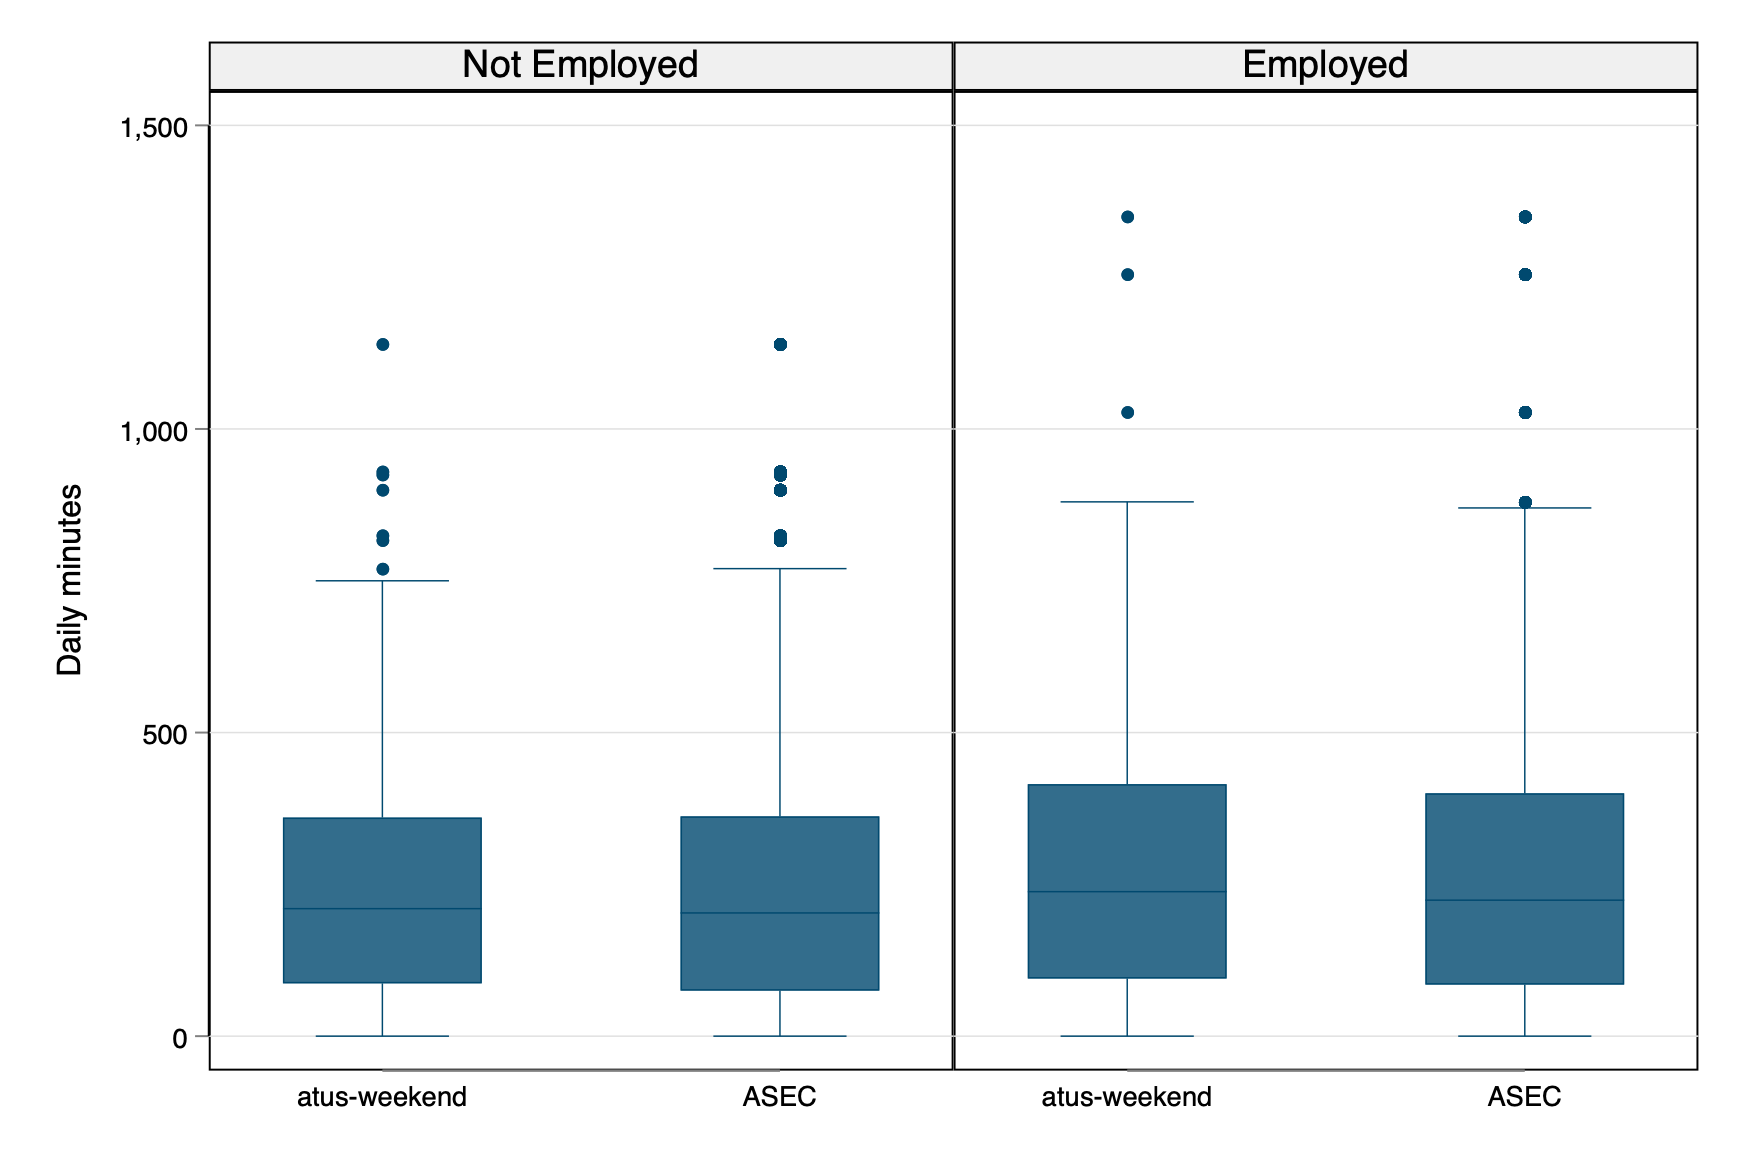 Not Employed
Employed
1,500
1,000
500
0
Daily minutes
atus-weekend
ASEC
atus-weekend
ASEC